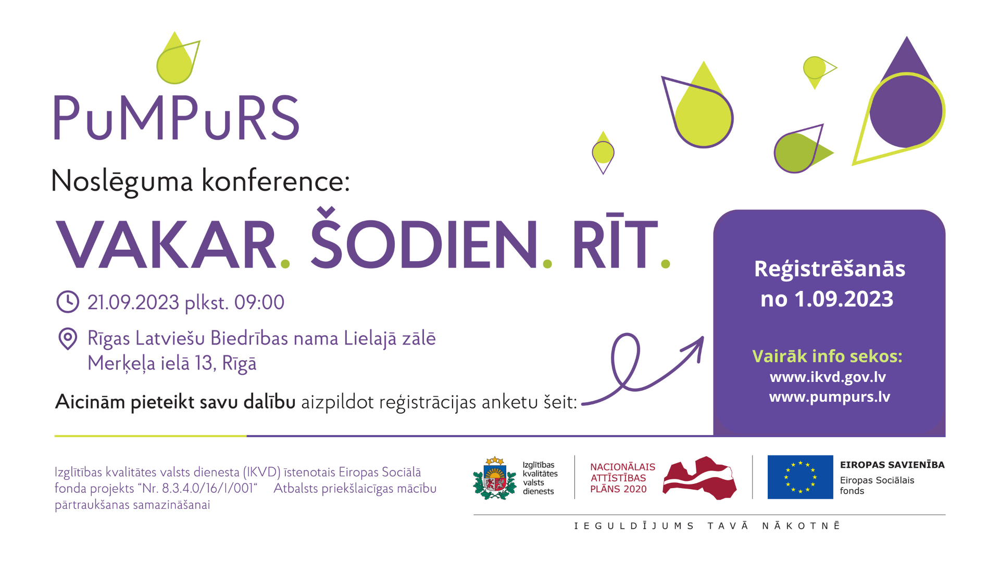 PuMPuRS
Noslēguma konference:
VAKAR. ŠODIEN. RĪT.
21.09.2023 plkst. 09:00
Rīgas Latviešu Biedrības nama Lielajā zālē
Merķeļa ielā 13, Rīgā
Aicinām pieteikt savu dalību aizpildot reģistrācijas anketu šeit:
Reģistrēšanās
no 1.09.2023
Vairāk info sekos:
www.ikvd.gov.lv
www.pumpurs.lv
Izglītības kvalitātes valsts dienesta (IKVD) īstenotais Eiropas Sociālā
fonda projekts “Nr. 8.3.4.0/16/I/001“ Atbalsts priekšlaicīgas mācību
pārtraukšanas samazināšanai
Izglītības
kvalitātes
valsts
dienests
NACIONĀLAIS
ATTĪSTĪBAS
PLĀNS 2020
EIROPAS SAVIENĪBA
Eiropas Sociālais
fonds
IEGULDĪJUMS TAVĀ NĀKOTNĒ